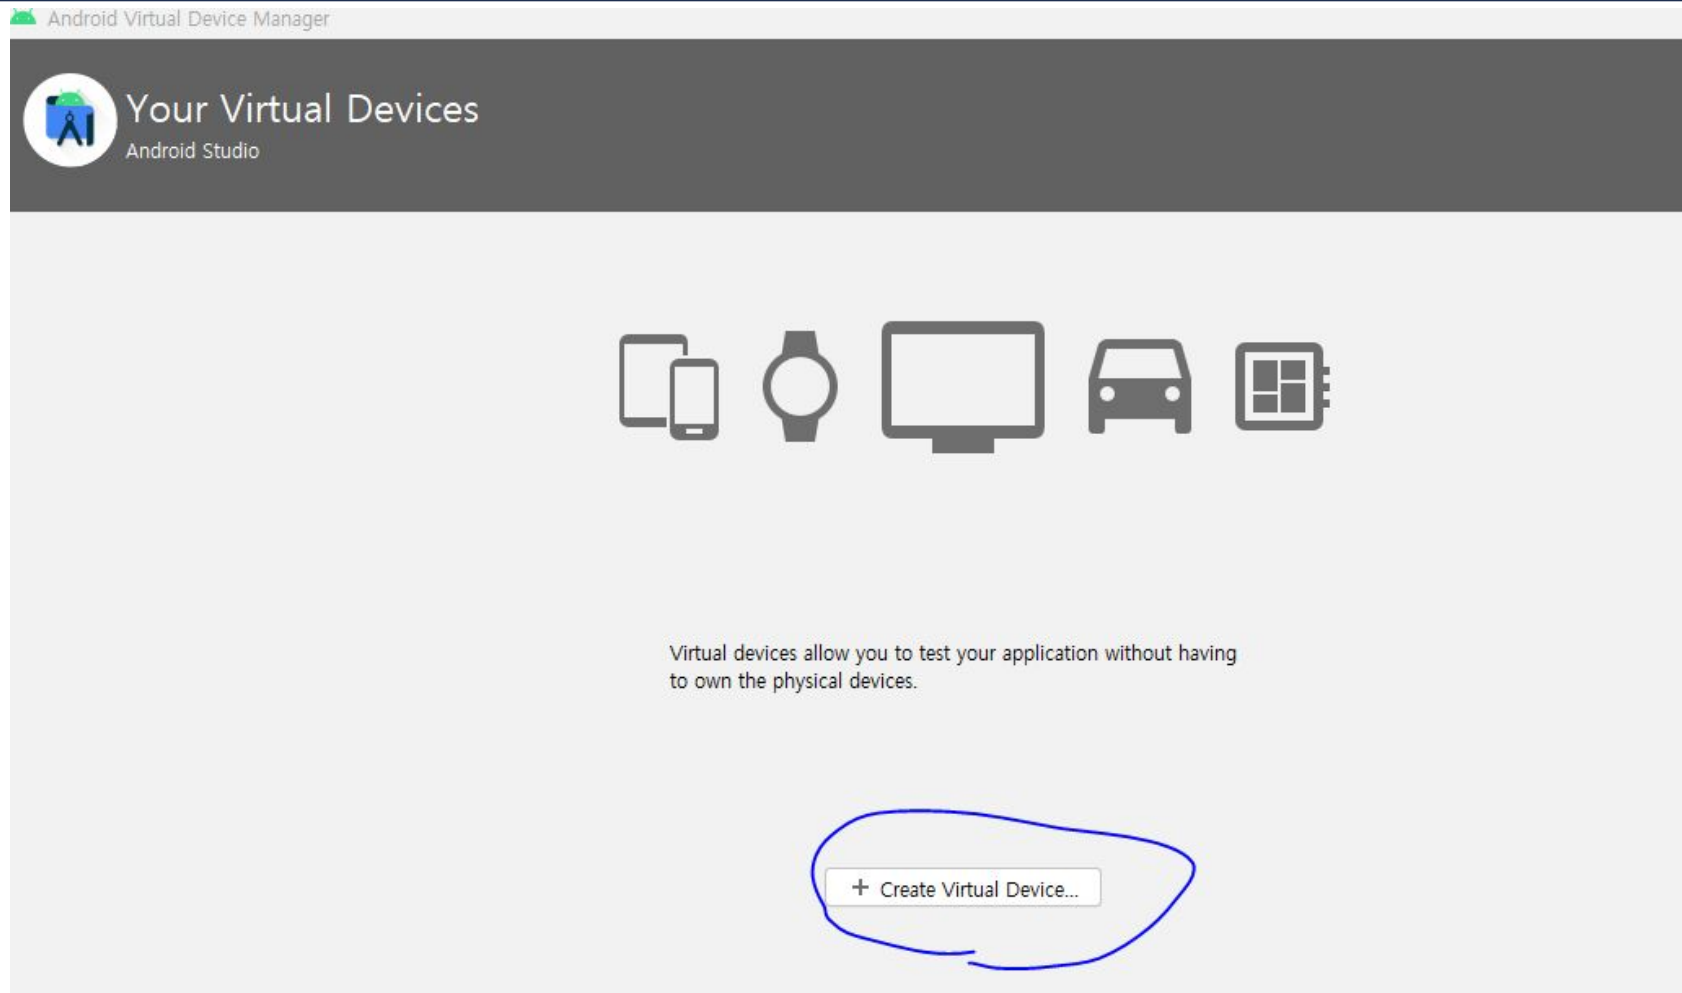 Android Virtual Device Manager
Your Virtual Devices
Android Studio
Virtual devices allow you to test your application without having
to own the physical devices.
+ Create Virtual Device...